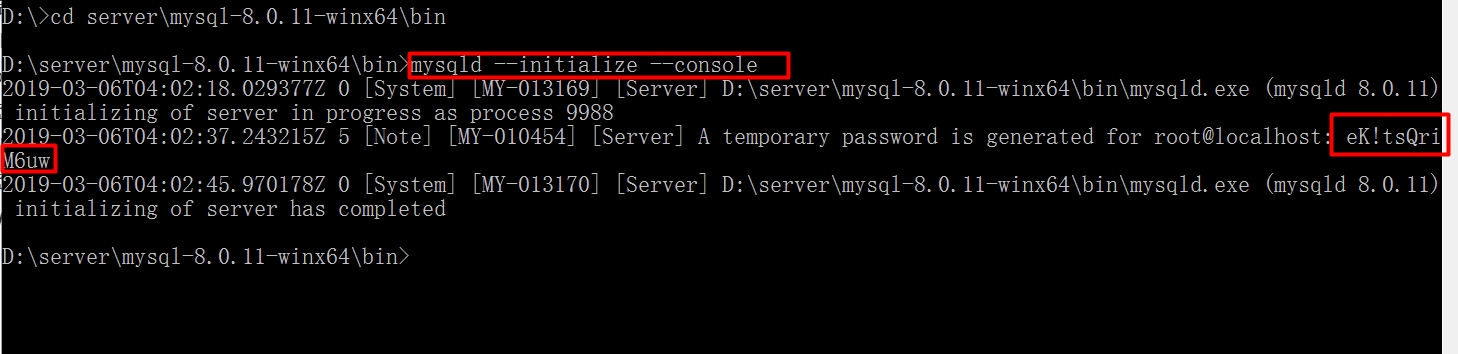 D:\>cd server\mysql-8.0.11-winx64\bin
D:\server\mysql-8.0.11-winx64\bin>mysqld --initialize --console
2019-03-06T04:02:18.029377Z 0 [System] [MY-013169] [Server] D:\server\mysql-8.0.11-winx64\bin\mysqld.exe (mysqld 8.0.11)
initializing of server in progress as process 9988
2019-03-06T04:02:37.243215Z 5 [Note] [MY-010454] [Server] A temporary password is generated for root@localhost: eK!tsQri
M6uw
2019-03-06T04:02:45.970178Z 0 [System] [MY-013170] [Server] D:\server\mysql-8.0.11-winx64\bin\mysqld.exe (mysqld 8.0.11)
initializing of server has completed
D:\server\mysql-8.0.11-winx64\bin>